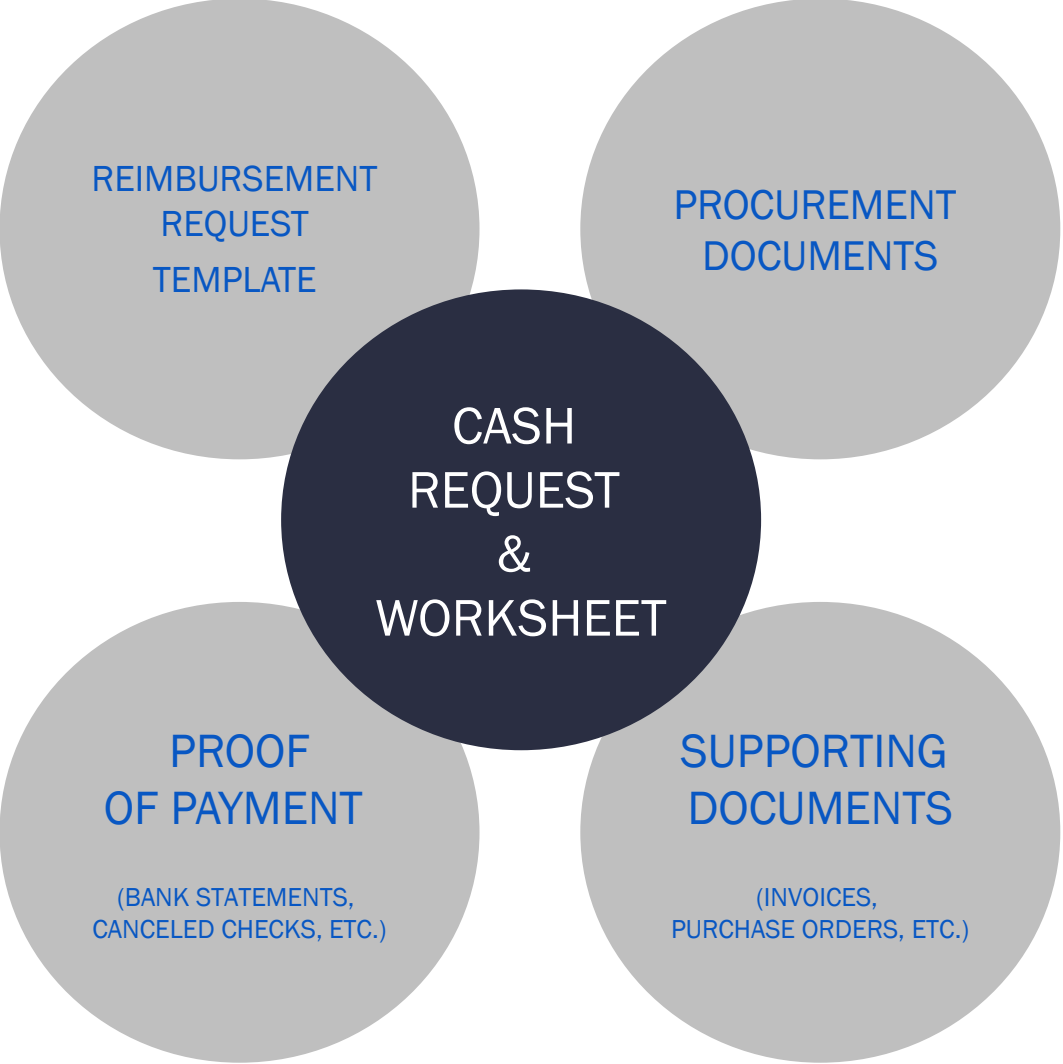 REIMBURSEMENT
REQUEST
TEMPLATE
PROCUREMENT
DOCUMENTS
CASH
REQUEST
&
WORKSHEET
PROOF
OF PAYMENT
(BANK STATEMENTS,
CANCELED CHECKS, ETC.)
SUPPORTING
DOCUMENTS
(INVOICES,
PURCHASE ORDERS, ETC.)